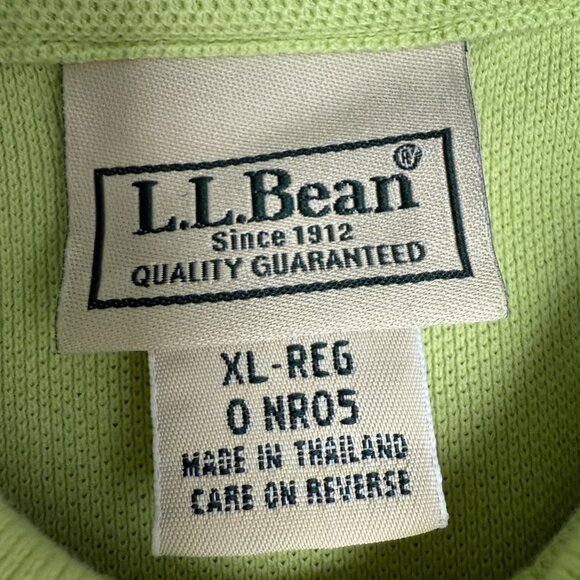 L.L.Bean®
Since 1912
QUALITY GUARANTEED
XL-REG
0 NR05
MADE IN THAILAND
CARE ON REVERSE